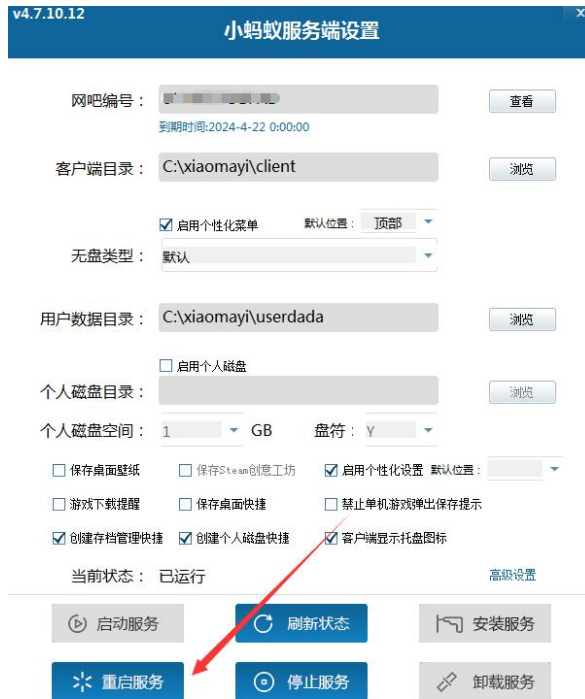 v4.7.10.12
小蚂蚁服务端设置
网吧编号： 查看
到期时间:2024-4-22 0:00:00
客户端目录： C:\xiaomayi\client 浏览
启用个性化菜单 默认位置： 顶部
无盘类型： 默认
用户数据目录： C:\xiaomayi\userdada 浏览
启用个人磁盘
个人磁盘目录： 浏览
个人磁盘空间： 1 GB 盘符： Y
保存桌面壁纸 保存Steam创意工坊 启用个性化设置 默认位置：
游戏下载提醒 保存桌面快捷 禁止单机游戏弹出保存提示
创建存档管理快捷 创建个人磁盘快捷 客户端显示托盘图标
当前状态： 已运行 高级设置
启动服务 刷新状态 安装服务
重启服务 停止服务 卸载服务